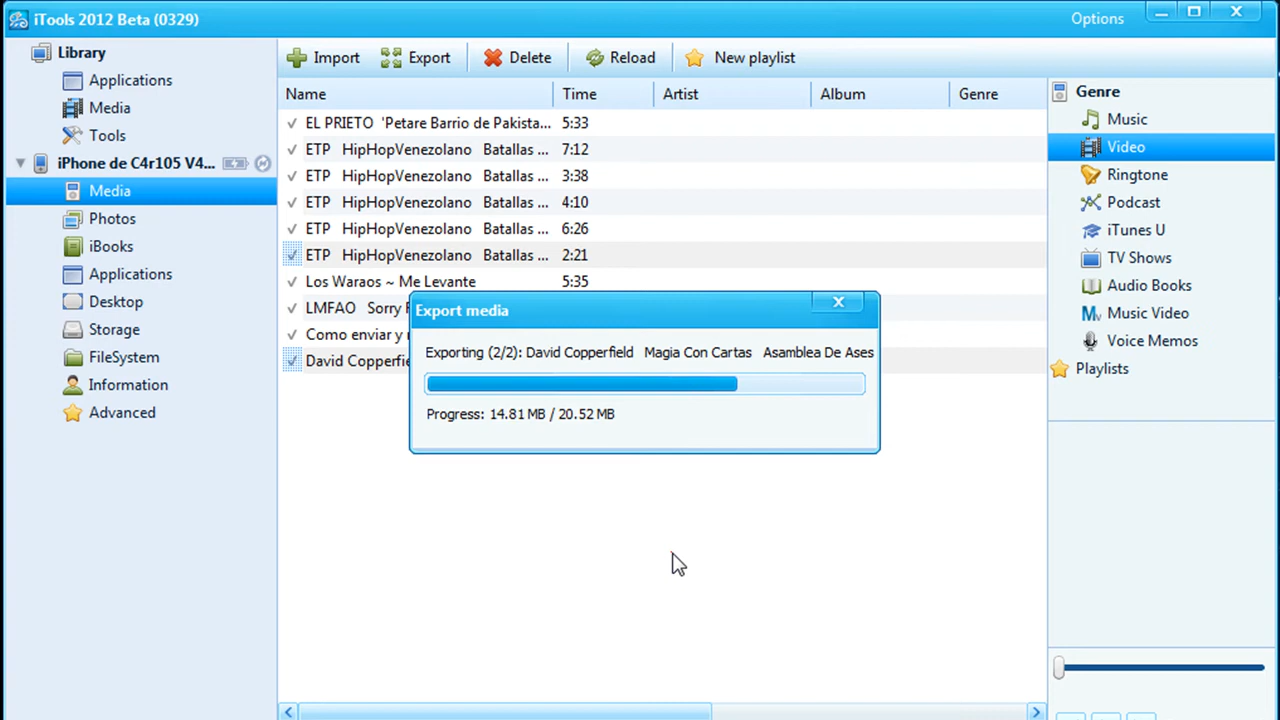 iTools 2012 Beta (0329)
Options
Library
Applications
Media
Tools
iPhone de C4r105 V4...
Media
Photos
iBooks
Applications
Desktop
Storage
FileSystem
Information
Advanced
Import
Export
Delete
Reload
New playlist
Name Time Artist Album Genre
EL PRIETO 'Petare Barrio de Pakista... 5:33
ETP HipHopVenezolano Batallas ... 7:12
ETP HipHopVenezolano Batallas ... 3:38
ETP HipHopVenezolano Batallas ... 4:10
ETP HipHopVenezolano Batallas ... 6:26
ETP HipHopVenezolano Batallas ... 2:21
Los Waraos ~ Me Levante 5:35
LMFAO Sorry
Como enviar y
David Copperfie
Export media
Exporting (2/2): David Copperfield Magia Con Cartas Asamblea De Ases
Progress: 14.81 MB / 20.52 MB
Genre
Music
Video
Ringtone
Podcast
iTunes U
TV Shows
Audio Books
Music Video
Voice Memos
Playlists